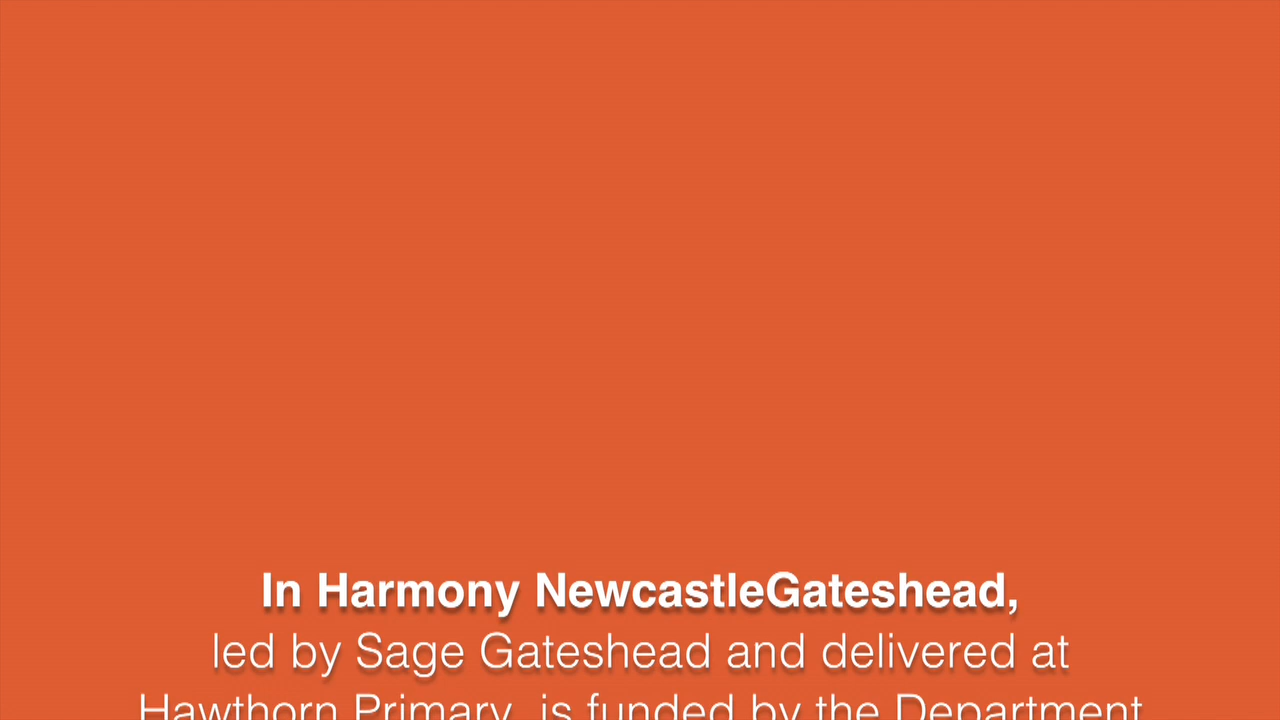 In Harmony NewcastleGateshead,
led by Sage Gateshead and delivered at
Hawthorn Primary, is funded by the Department